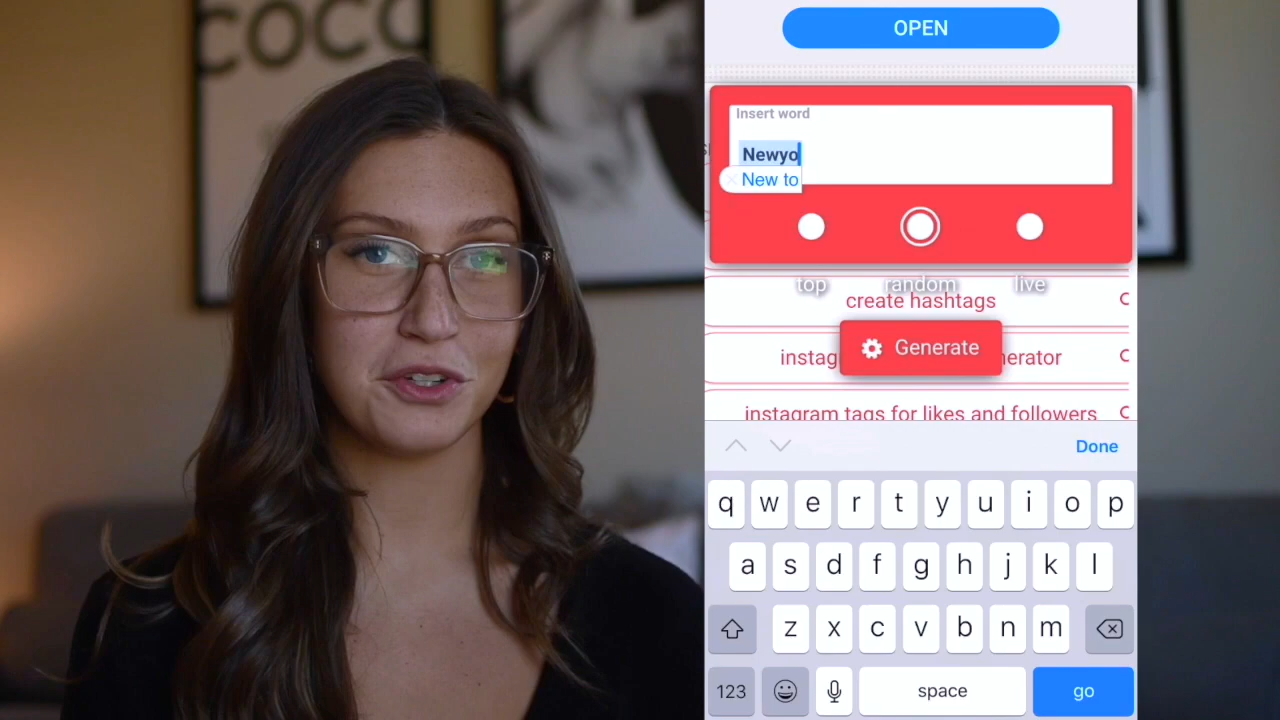 COCO
OPEN
Insert word
Newyo
New to
top random live
create hashtags
Generate
instag
nerator
instagram tags for likes and followers
Done
q w e r t y u i o p
a s d f g h j k l
z x c v b n m
123 space go